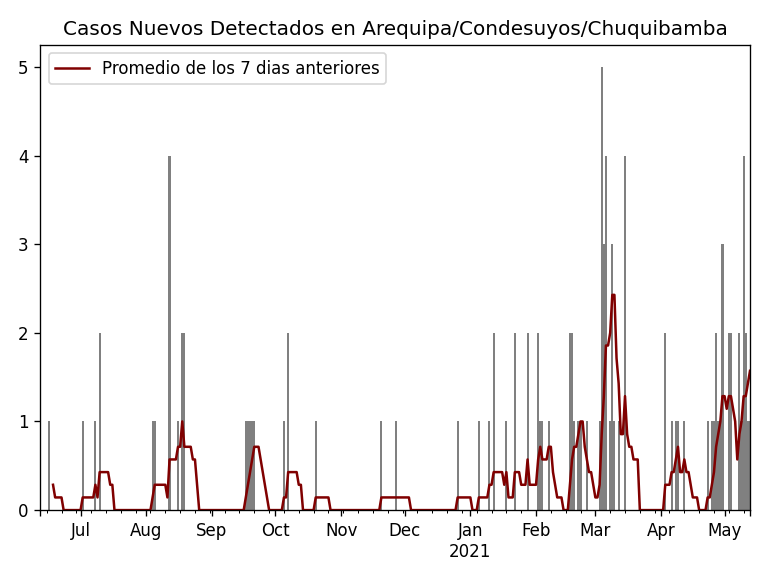 Casos Nuevos Detectados en Arequipa/Condesuyos/Chuquibamba
Promedio de los 7 dias anteriores
5
4
3
2
1
0
Jul Aug Sep Oct Nov Dec Jan Feb Mar Apr May
2021